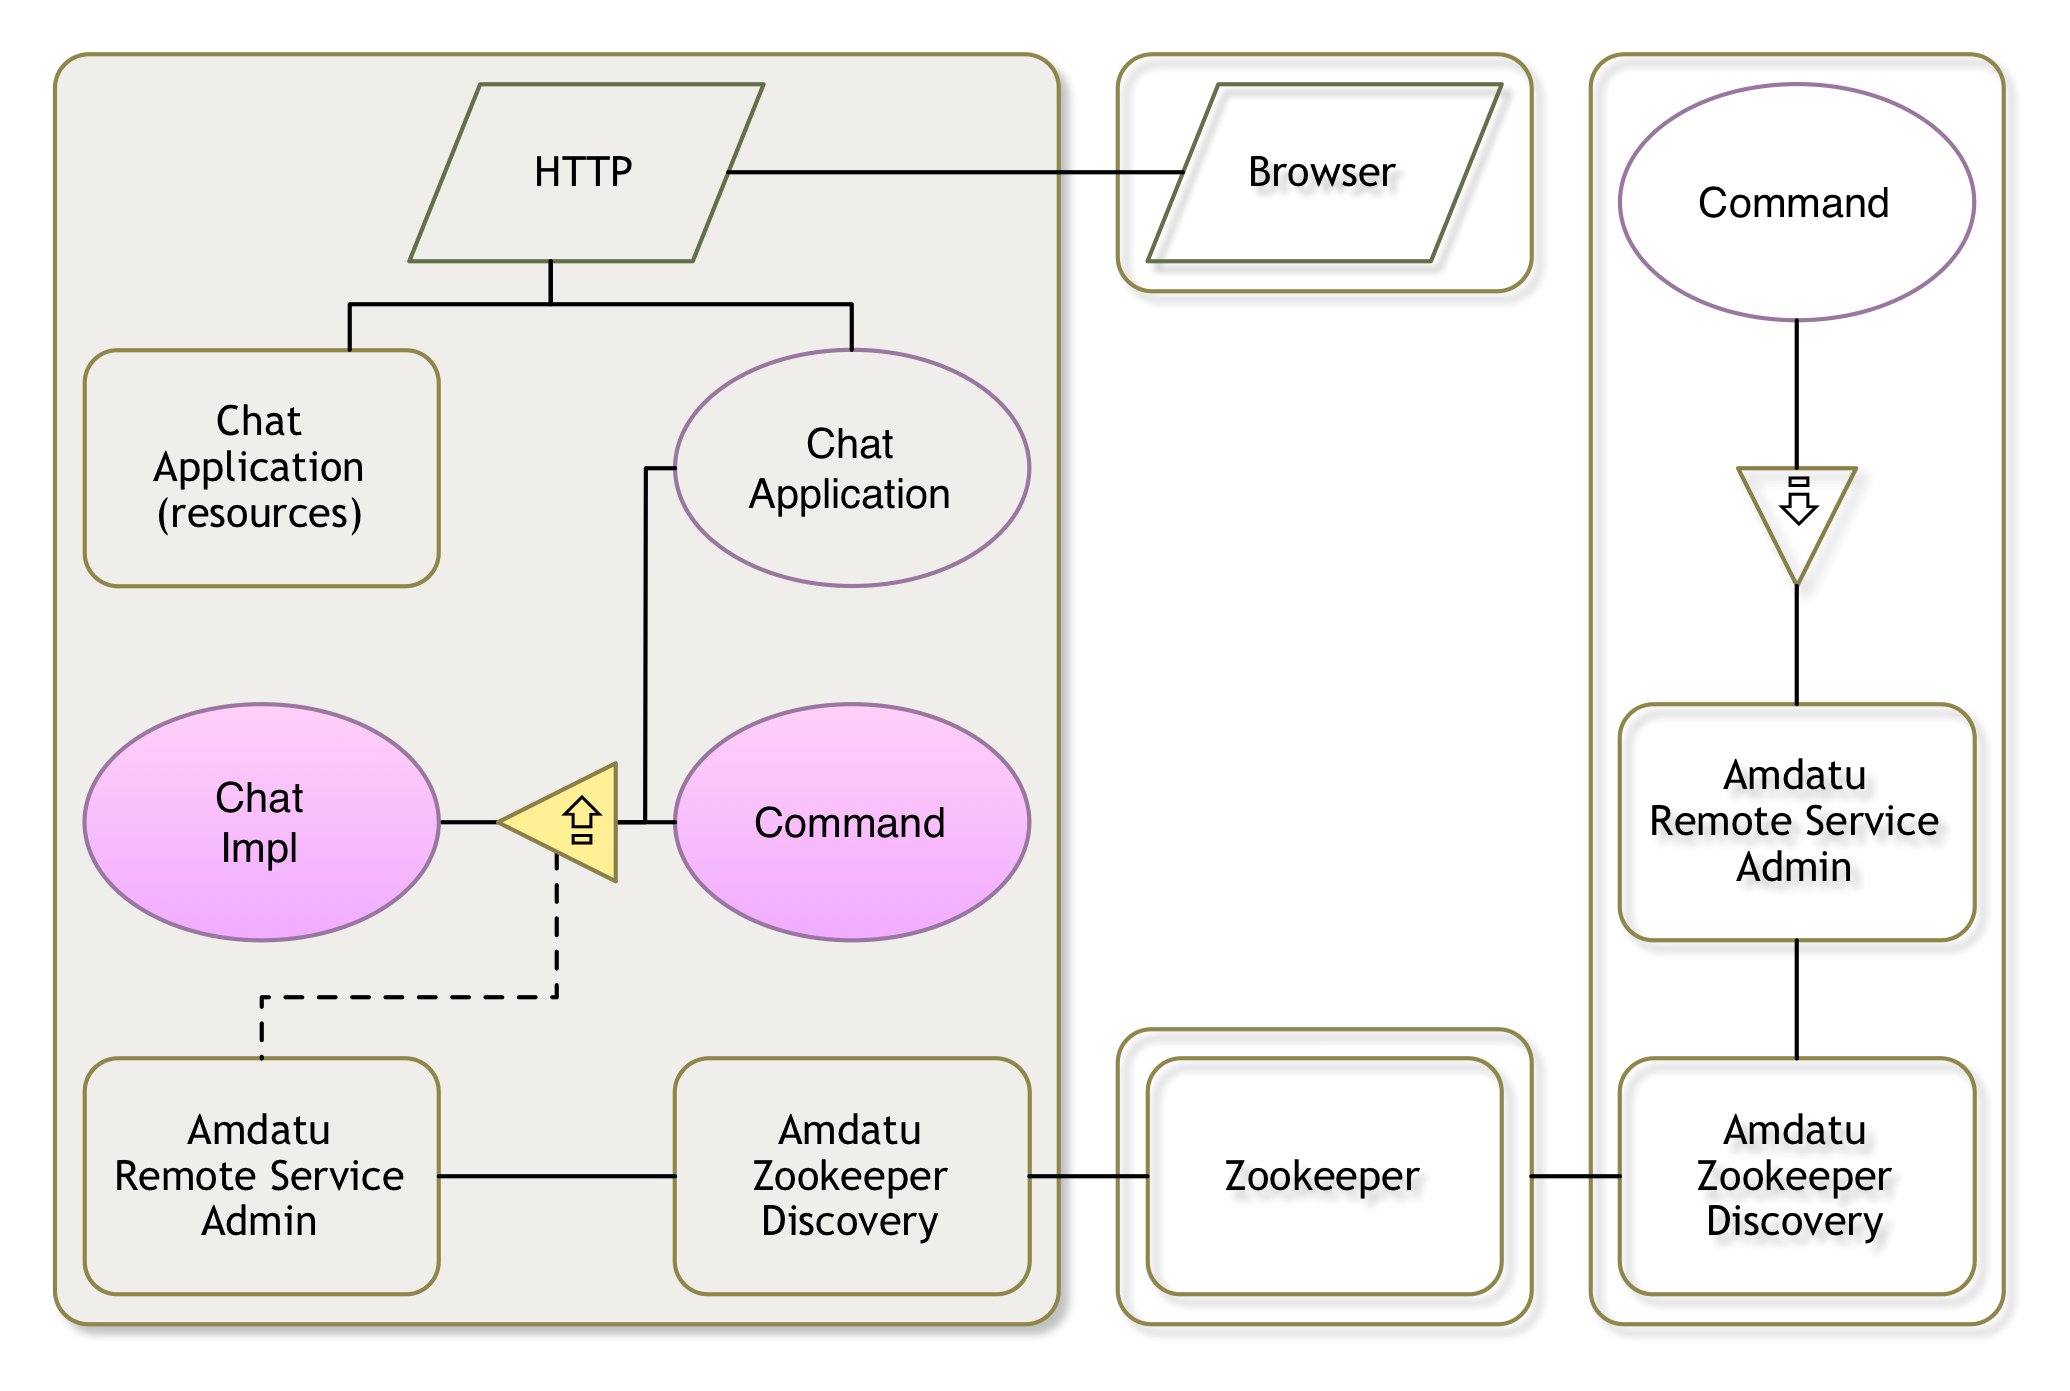 HTTP
Browser
Command
Chat
Application
(resources)
Chat
Application
Chat
Impl
Command
Amdatu
Remote Service
Admin
Amdatu
Remote Service
Admin
Amdatu
Zookeeper
Discovery
Zookeeper
Amdatu
Zookeeper
Discovery